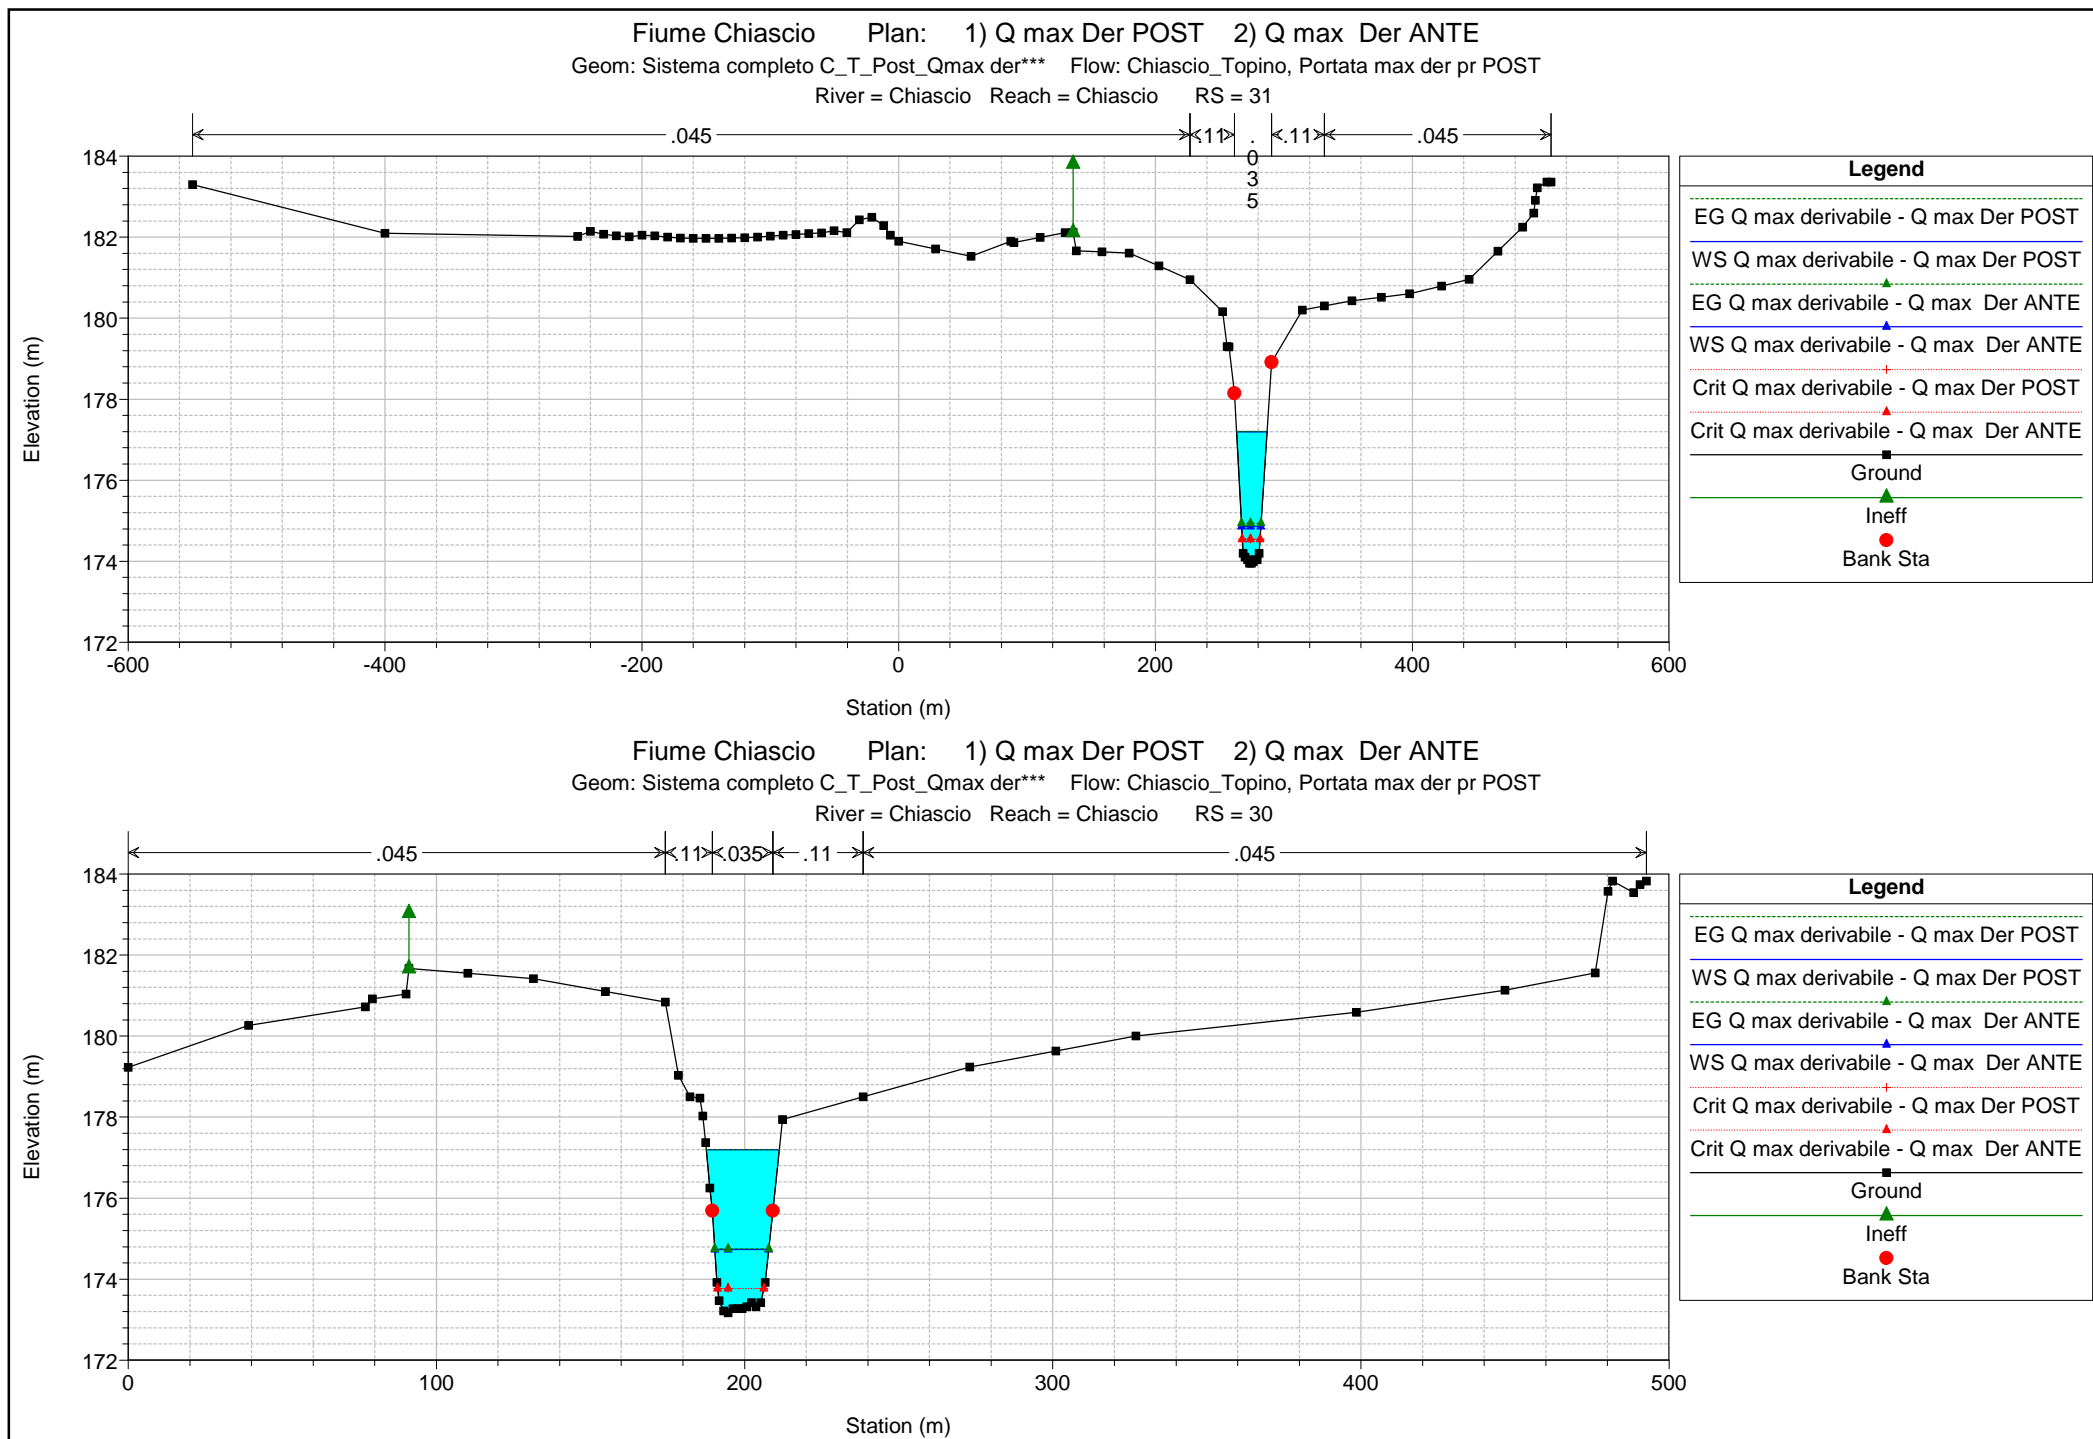 Fiume Chiascio Plan: 1) Q max Der POST 2) Q max Der ANTE
Geom: Sistema completo C_T_Post_Qmax der*** Flow: Chiascio_Topino, Portata max der pr POST
River = Chiascio Reach = Chiascio RS = 31
.045 .11 .035 .11 .045
184
182
180
178
176
174
172
Elevation (m)
-600 -400 -200 0 200 400 600
Station (m)
Legend
EG Q max derivabile - Q max Der POST
WS Q max derivabile - Q max Der POST
EG Q max derivabile - Q max Der ANTE
WS Q max derivabile - Q max Der ANTE
Crit Q max derivabile - Q max Der POST
Crit Q max derivabile - Q max Der ANTE
Ground
Ineff
Bank Sta
Fiume Chiascio Plan: 1) Q max Der POST 2) Q max Der ANTE
Geom: Sistema completo C_T_Post_Qmax der*** Flow: Chiascio_Topino, Portata max der pr POST
River = Chiascio Reach = Chiascio RS = 30
.045 .11 .035 .11 .045
184
182
180
178
176
174
172
Elevation (m)
0 100 200 300 400 500
Station (m)
Legend
EG Q max derivabile - Q max Der POST
WS Q max derivabile - Q max Der POST
EG Q max derivabile - Q max Der ANTE
WS Q max derivabile - Q max Der ANTE
Crit Q max derivabile - Q max Der POST
Crit Q max derivabile - Q max Der ANTE
Ground
Ineff
Bank Sta